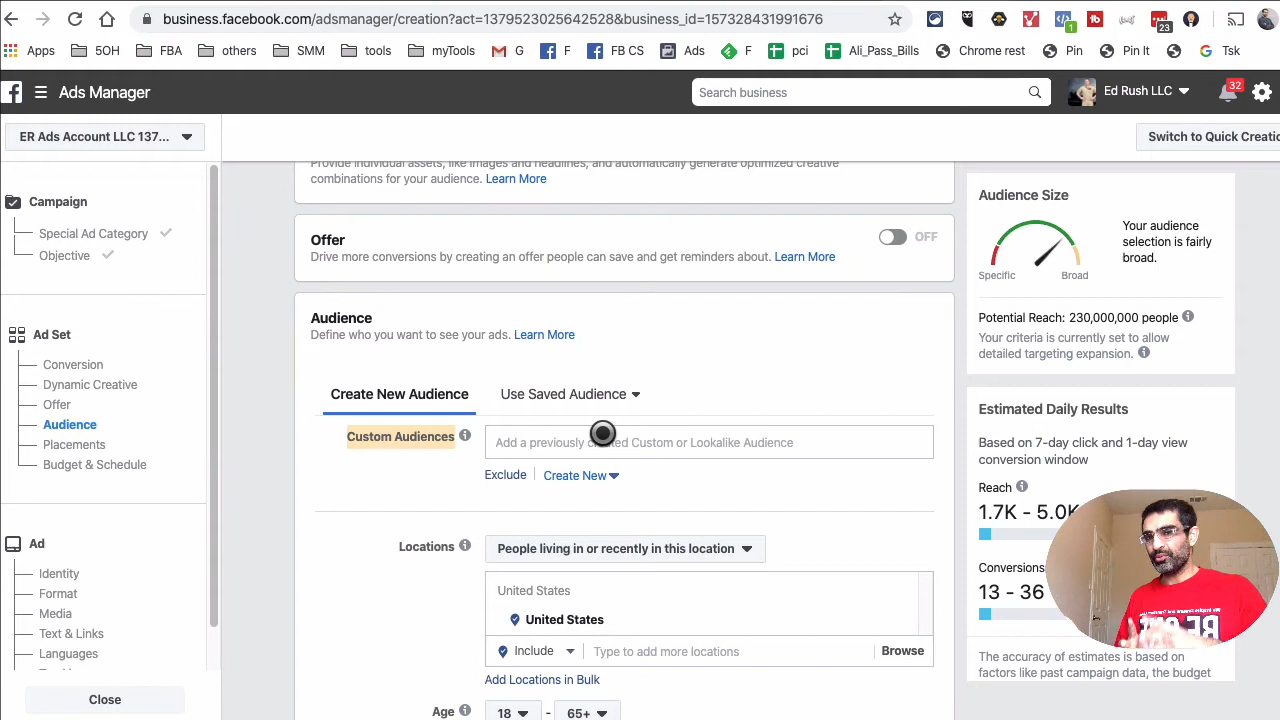 business.facebook.com/adsmanager/creation?act=1379523025642528&business_id=157328431991676
23
1
Apps
5OH
FBA
others
SMM
tools
myTools
G
F
FB CS
Ads
F
pci
Ali_Pass_Bills
Chrome rest
Pin
Pin It
Tsk
Ads Manager
Search business
Ed Rush LLC
32
ER Ads Account LLC 137...
Switch to Quick Creatio
Campaign
Special Ad Category
Objective
Ad Set
Conversion
Dynamic Creative
Offer
Audience
Placements
Budget & Schedule
Ad
Identity
Format
Media
Text & Links
Languages
Close
Provide individual assets, like images and headlines, and automatically generate optimized creative
combinations for your audience. Learn More
Offer
OFF
Drive more conversions by creating an offer people can save and get reminders about. Learn More
Audience
Define who you want to see your ads. Learn More
Create New Audience
Use Saved Audience
Custom Audiences
Add a previously created Custom or Lookalike Audience
Exclude
Create New
Locations
People living in or recently in this location
United States
United States
Include
Type to add more locations
Browse
Add Locations in Bulk
Age
18 - 65+
Audience Size
Your audience
selection is fairly
broad.
Specific
Broad
Potential Reach: 230,000,000 people
Your criteria is currently set to allow
detailed targeting expansion.
Estimated Daily Results
Based on 7-day click and 1-day view
conversion window
Reach
1.7K - 5.0K
Conversions
13 - 36
The accuracy of estimates is based on
factors like past campaign data, the budget